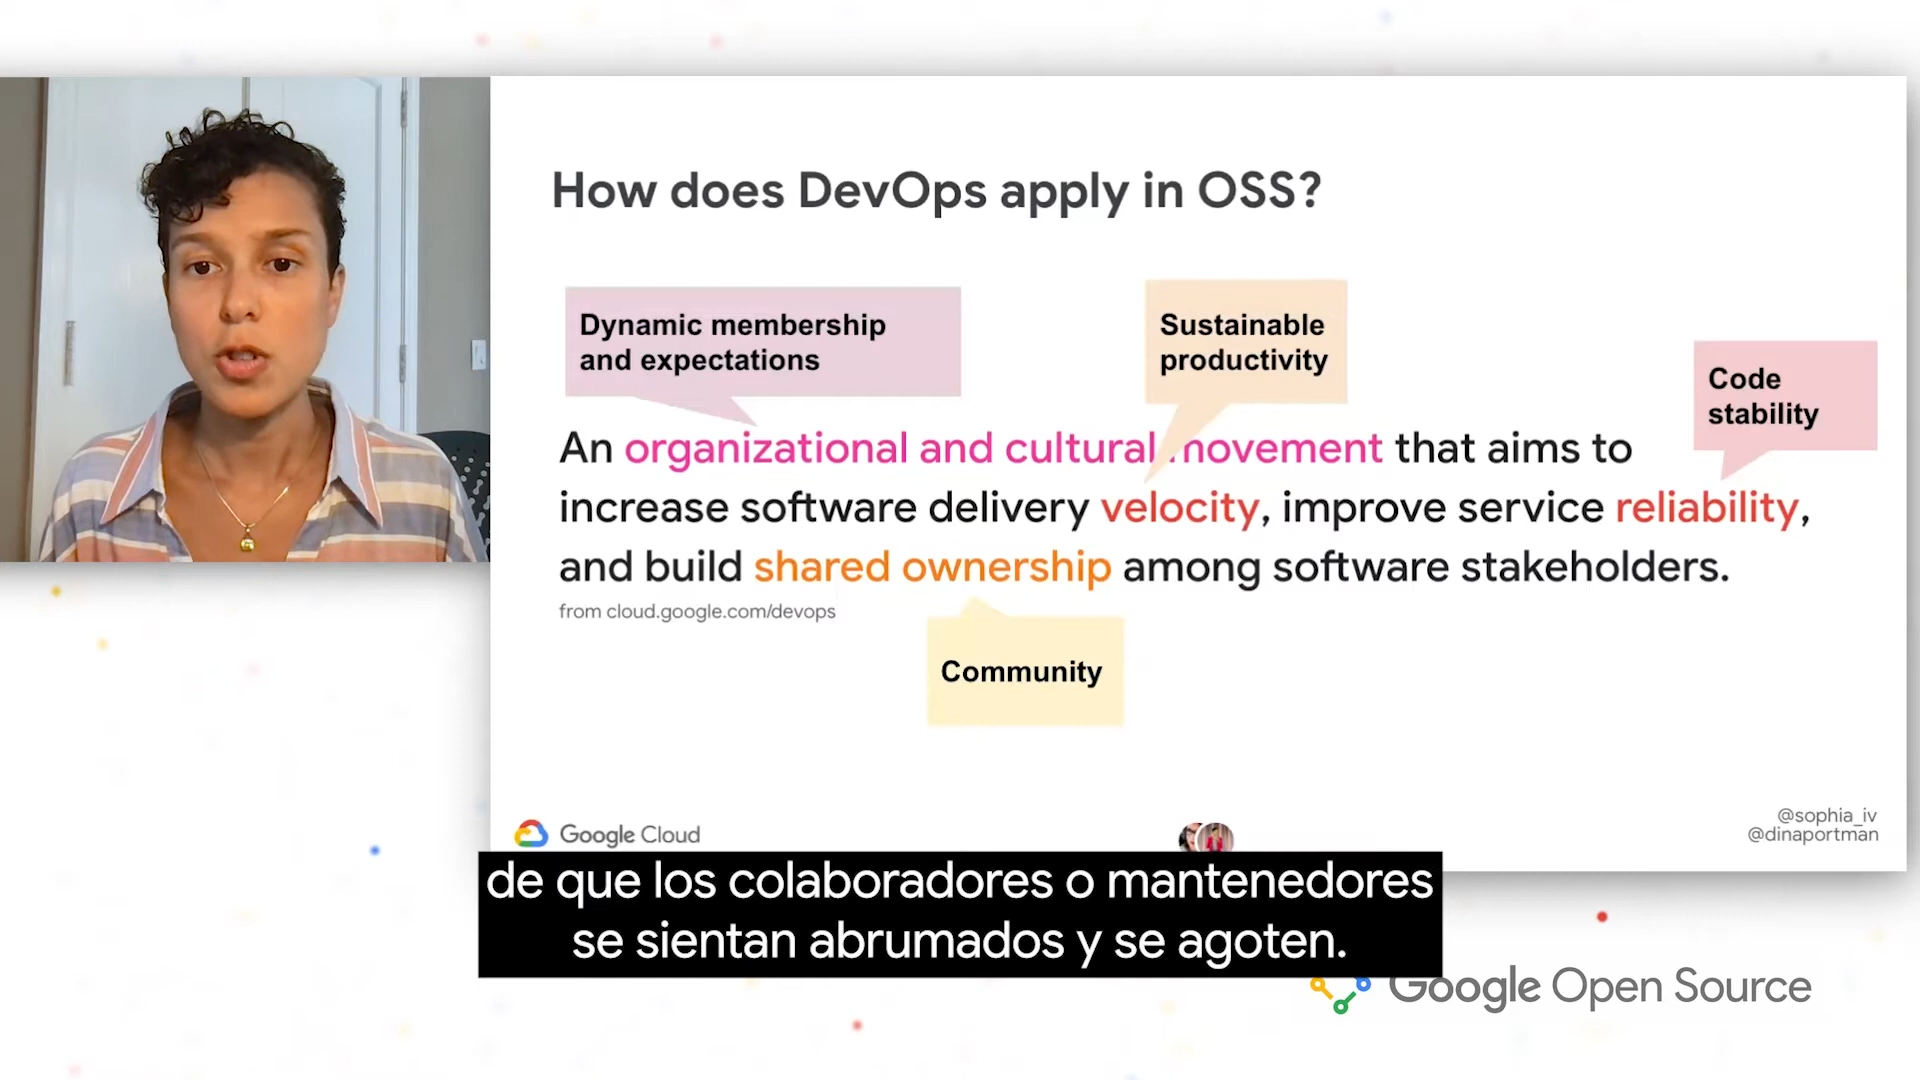 How does DevOps apply in OSS?
Dynamic membership
and expectations
Sustainable
productivity
Code
stability
An organizational and cultural movement that aims to
increase software delivery velocity, improve service reliability,
and build shared ownership among software stakeholders.
from cloud.google.com/devops
Community
Google Cloud
@sophia_iv
@dinaportman
de que los colaboradores o mantenedores
se sientan abrumados y se agoten.
Google Open Source